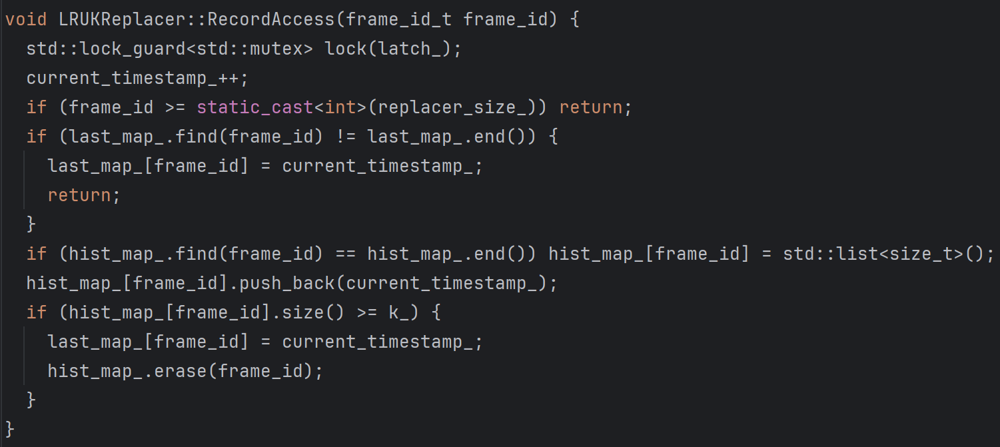 void LRUKReplacer::RecordAccess(frame_id_t frame_id) {
  std::lock_guard<std::mutex> lock(latch_);
  current_timestamp_++;
  if (frame_id >= static_cast<int>(replacer_size_)) return;
  if (last_map_.find(frame_id) != last_map_.end()) {
    last_map_[frame_id] = current_timestamp_;
    return;
  }
  if (hist_map_.find(frame_id) == hist_map_.end()) hist_map_[frame_id] = std::list<size_t>();
  hist_map_[frame_id].push_back(current_timestamp_);
  if (hist_map_[frame_id].size() >= k_) {
    last_map_[frame_id] = current_timestamp_;
    hist_map_.erase(frame_id);
  }
}